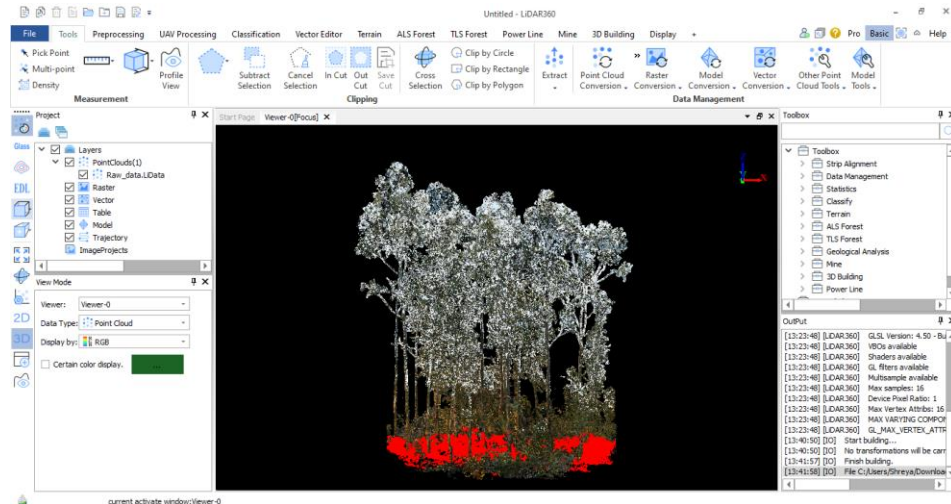 Untitled - LiDAR360
File Tools Preprocessing UAV Processing Classification Vector Editor Terrain ALS Forest TLS Forest Power Line Mine 3D Building Display Pro Basic Help
Pick Point
Multi-point
Density
Profile View
Measurement
Subtract Selection
Cancel Selection
In Cut
Out Cut
Save Cut
Cross Selection
Clip by Circle
Clip by Rectangle
Clip by Polygon
Clipping
Extract
Point Cloud Conversion
Raster Conversion
Model Conversion
Vector Conversion
Other Point Cloud Tools
Model Tools
Data Management
Project
Layers
PointClouds(1)
Raw_data.LiData
Raster
Vector
Table
Model
Trajectory
ImageProjects
Glass
EDL
2D
3D
View Mode
Viewer: Viewer-0
Data Type: Point Cloud
Display by: RGB
Certain color display. ...
Start Page Viewer-0[Focus]
X
Toolbox
Toolbox
Strip Alignment
Data Management
Statistics
Classify
Terrain
ALS Forest
TLS Forest
Geological Analysis
Mine
3D Building
Power Line
OutPut
[13:23:48] [LiDAR360] GLSL Version: 4.50 - Bu
[13:23:48] [LiDAR360] VBOs available
[13:23:48] [LiDAR360] Shaders available
[13:23:48] [LiDAR360] GL filters available
[13:23:48] [LiDAR360] Multisample available
[13:23:48] [LiDAR360] Max samples: 16
[13:23:48] [LiDAR360] Device Pixel Ratio: 1
[13:23:48] [LiDAR360] Max Vertex Attribs: 16
[13:23:48] [LiDAR360] MAX VARYING COMPO
[13:23:48] [LiDAR360] GL_MAX_VERTEX_ATTR
[13:40:50] [IO] Start building...
[13:40:50] [IO] No transformations will be carr
[13:41:57] [IO] Finish building.
[13:41:58] [IO] File C:/Users/Shreya/Downloa
current activate window:Viewer-0